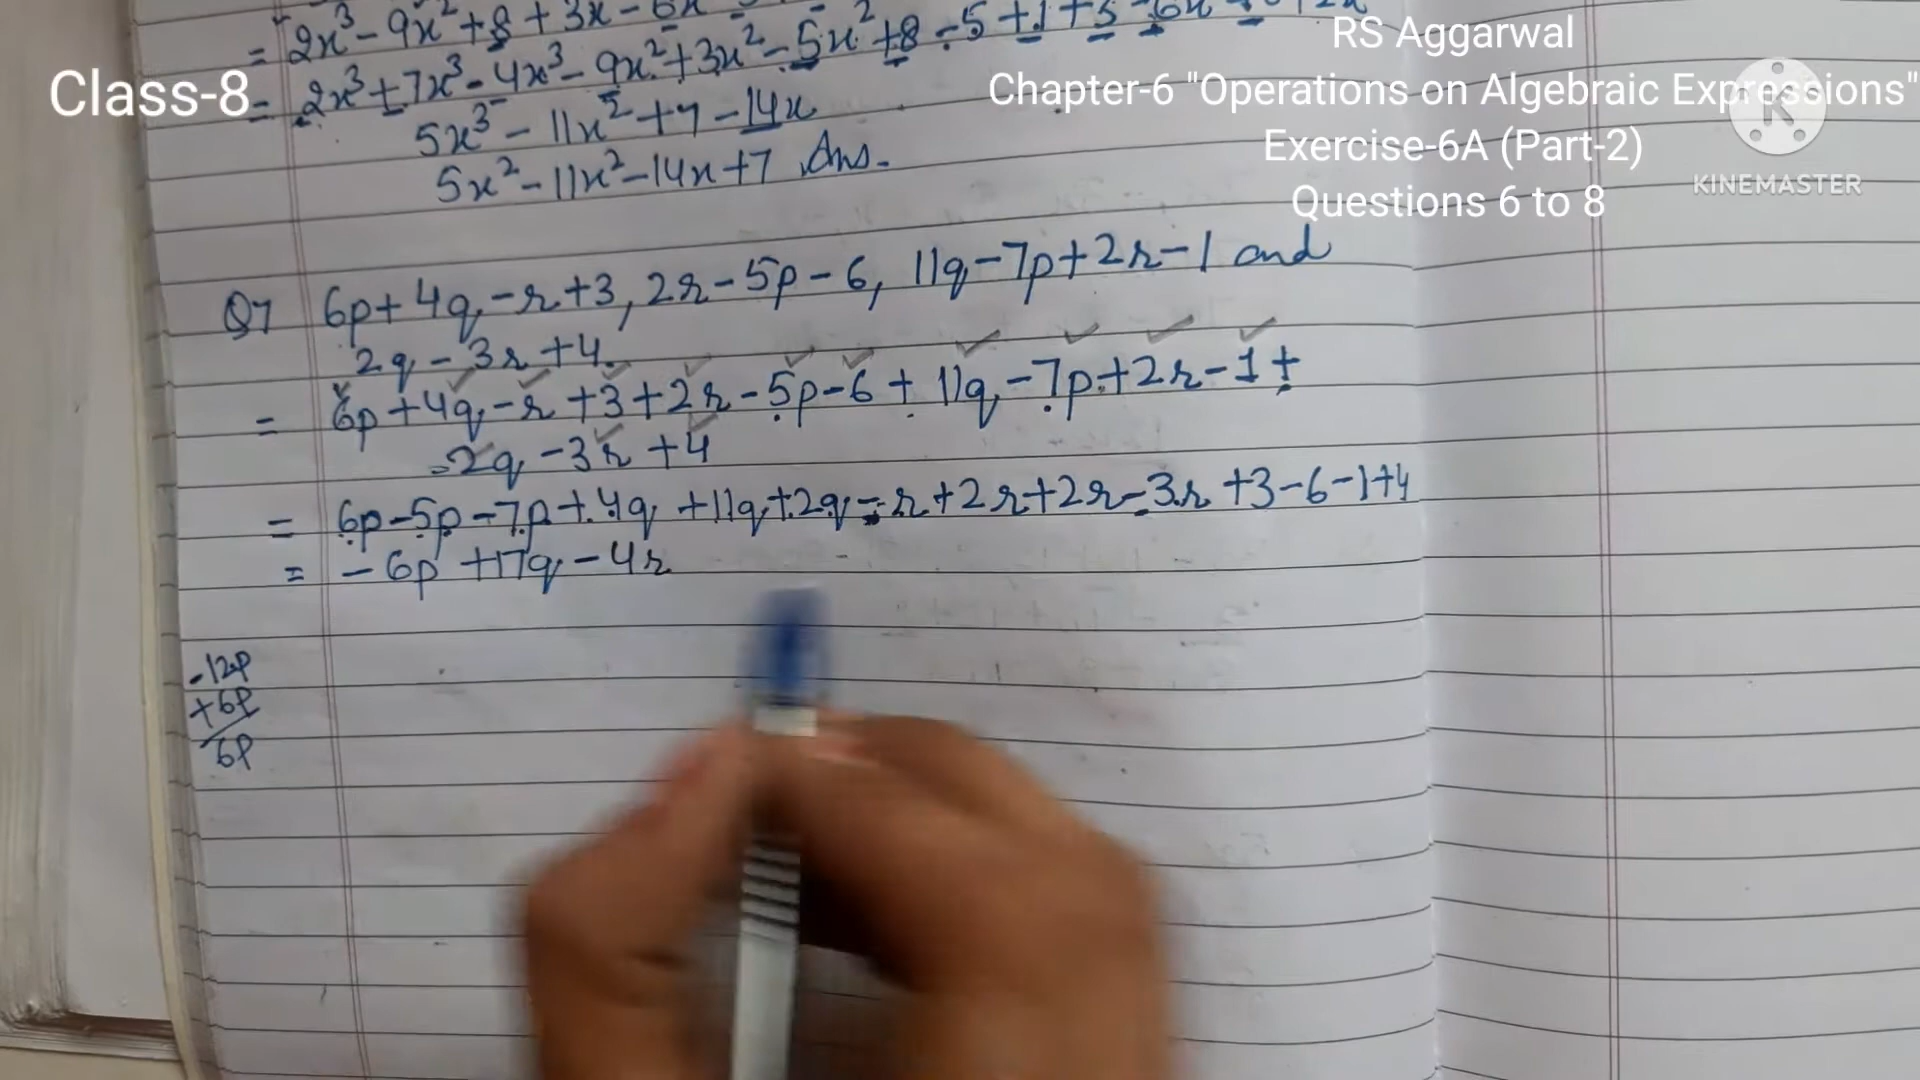 = 2x³ - 9x² + 8 + 3x - 6x
= 2x³ + 7x³ - 4x³ - 9x² + 3x² - 5x² + 8 - 5 + 1 + 3 - 6x
5x³ - 11x² + 7 - 14x
5x² - 11x² - 14x + 7 Ans.
Class-8
RS Aggarwal
Chapter-6 "Operations on Algebraic Expressions"
Exercise-6A (Part-2)
Questions 6 to 8
KINEMASTER
Q7 6p + 4q - r + 3, 2r - 5p - 6, 11q - 7p + 2r - 1 and
2q - 3r + 4.
= 6p + 4q - r + 3 + 2r - 5p - 6 + 11q - 7p + 2r - 1 +
2q - 3r + 4
= 6p - 5p - 7p + 4q + 11q + 2q - r + 2r + 2r - 3r + 3 - 6 - 1 + 4
= - 6p + 17q - 4r
-12p
+6p
6p